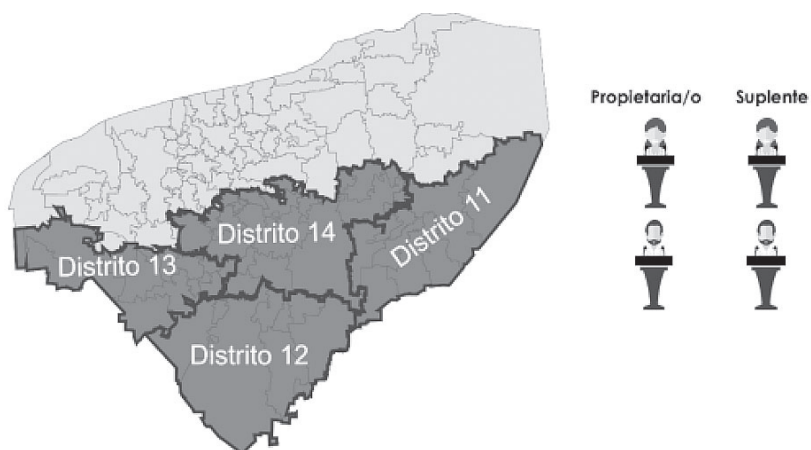 Propietaria/o Suplente
Distrito 14
Distrito 11
Distrito 13
Distrito 12